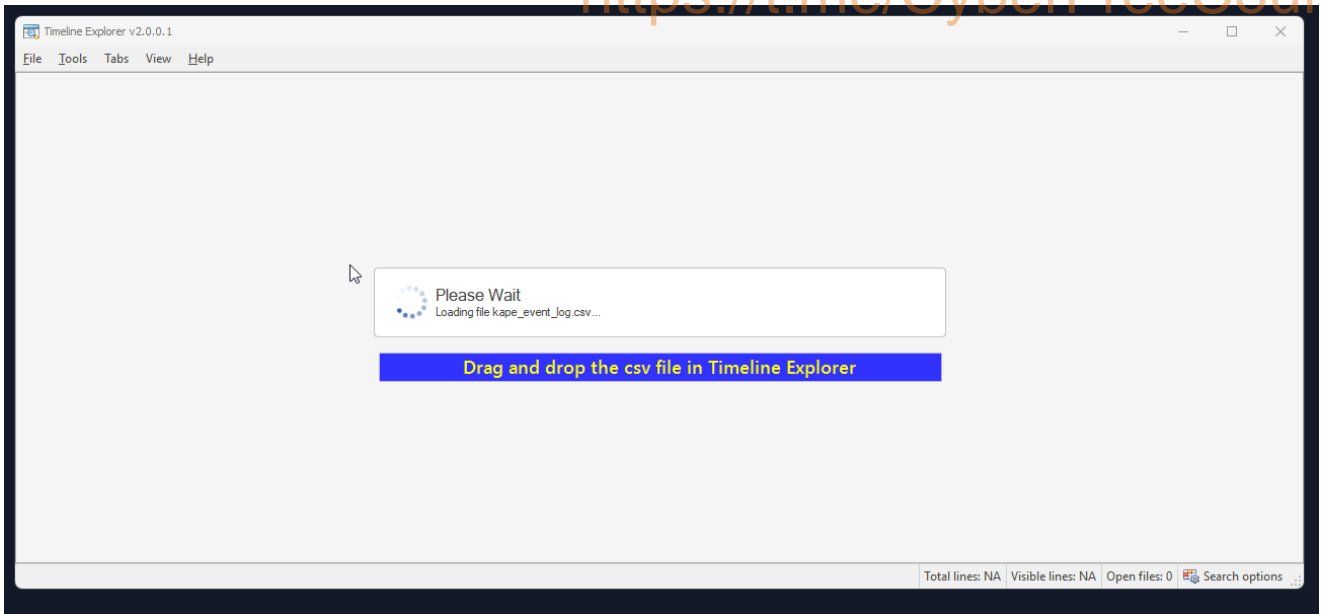 Timeline Explorer v2.0.0.1
File Tools Tabs View Help
Please Wait
Loading file kape_event_log.csv...
Drag and drop the csv file in Timeline Explorer
Total lines: NA Visible lines: NA Open files: 0 Search options